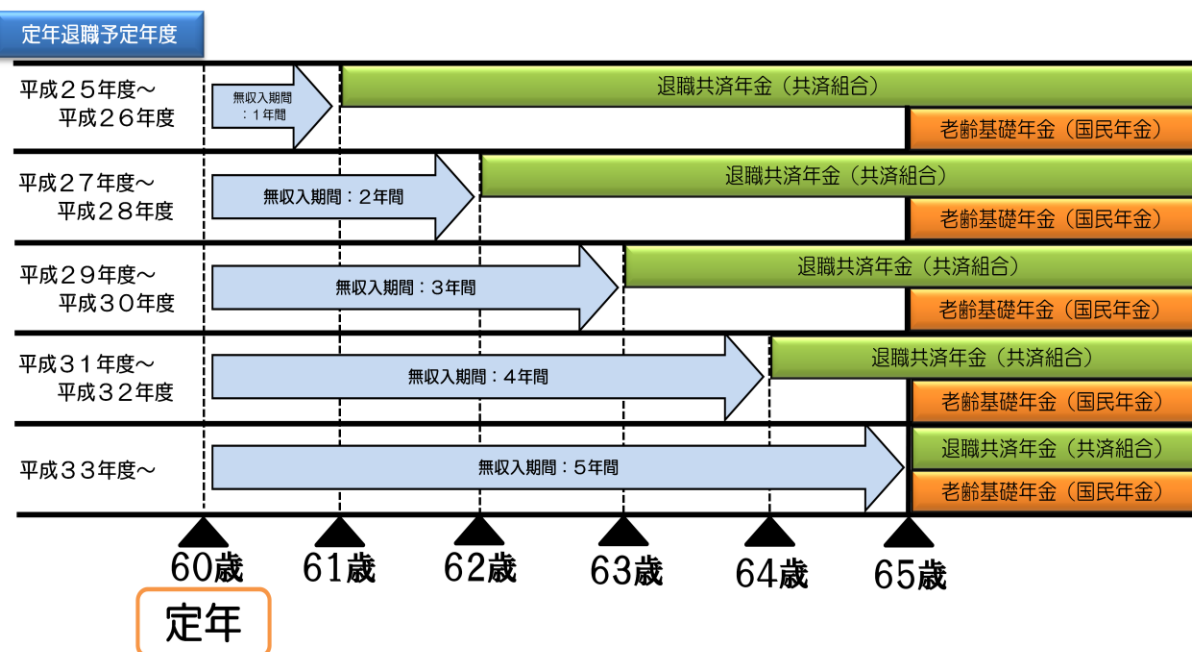 定年退職予定年度
平成25年度～
平成26年度
無収入期間
：1年間
退職共済年金（共済組合）
老齢基礎年金（国民年金）
平成27年度～
平成28年度
無収入期間：2年間
退職共済年金（共済組合）
老齢基礎年金（国民年金）
平成29年度～
平成30年度
無収入期間：3年間
退職共済年金（共済組合）
老齢基礎年金（国民年金）
平成31年度～
平成32年度
無収入期間：4年間
退職共済年金（共済組合）
老齢基礎年金（国民年金）
平成33年度～
無収入期間：5年間
退職共済年金（共済組合）
老齢基礎年金（国民年金）
60歳 61歳 62歳 63歳 64歳 65歳
定年